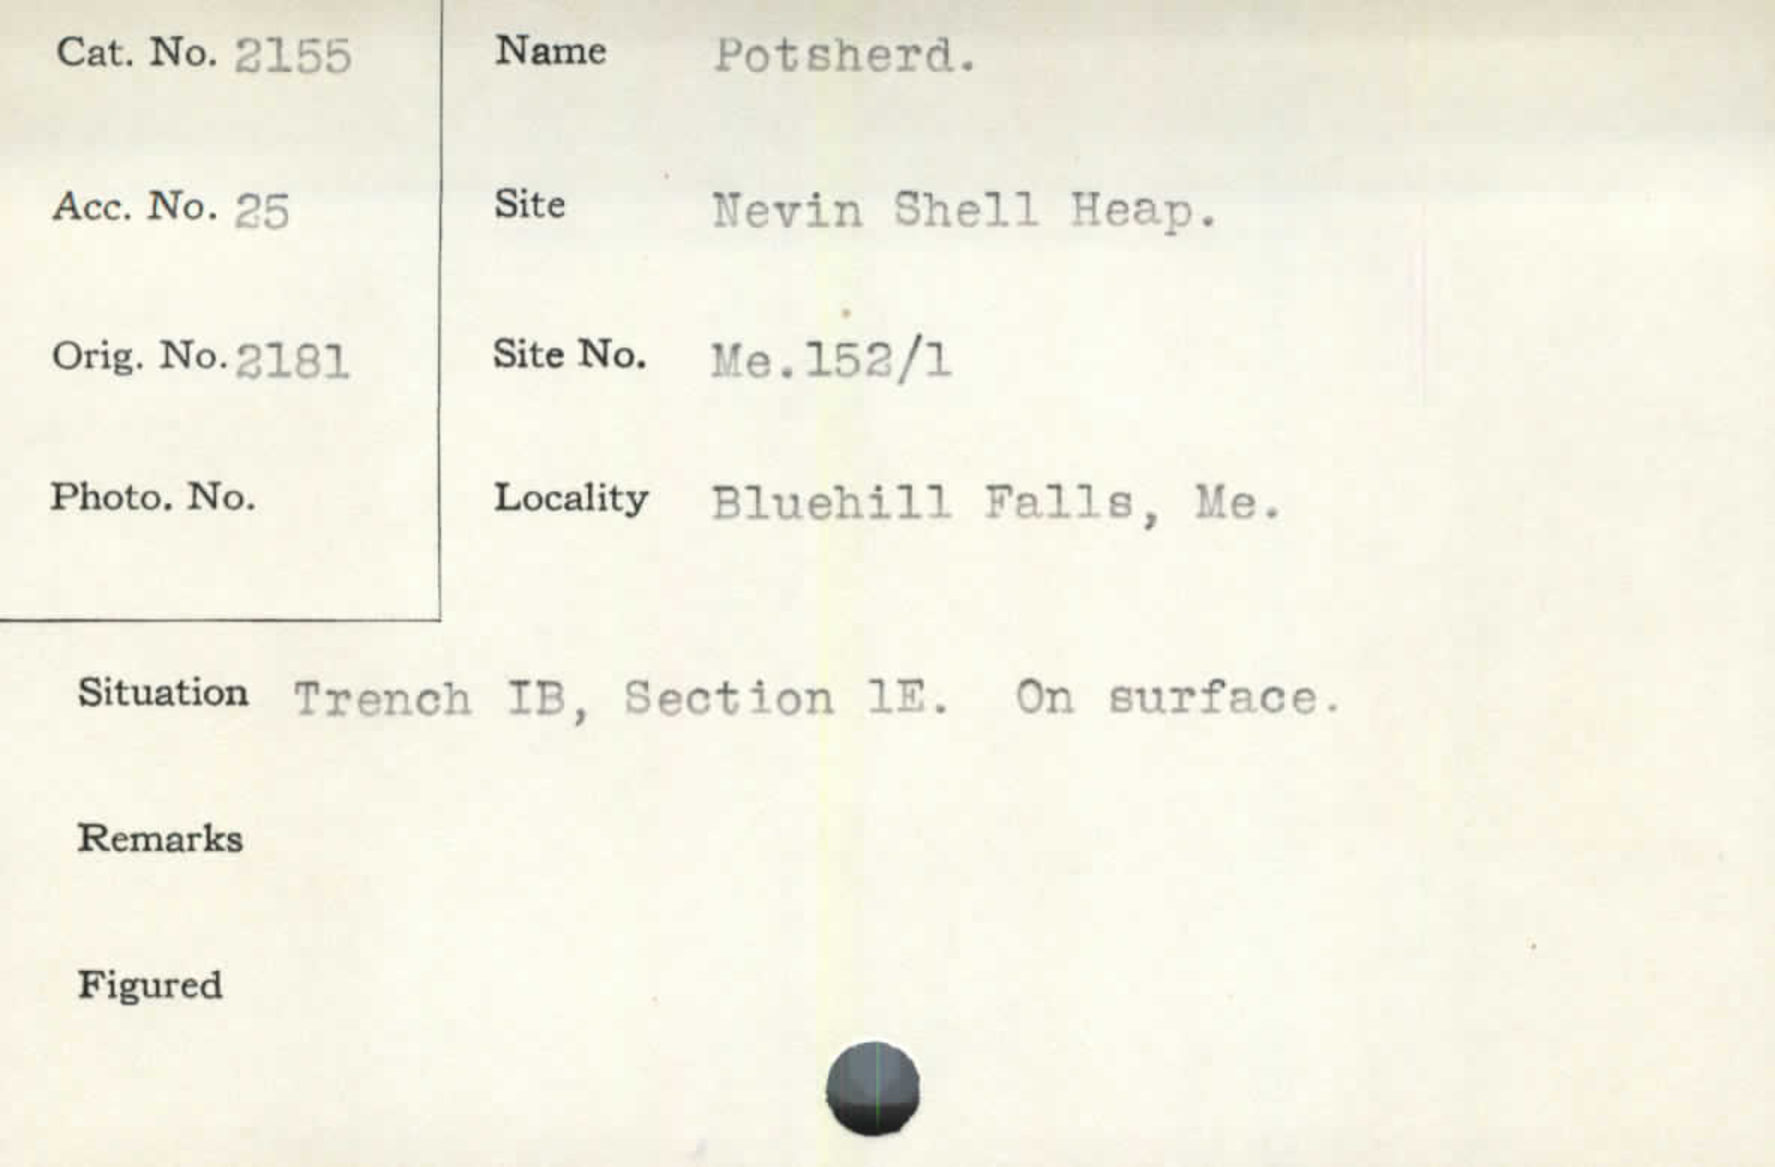 Cat. No. 2155
Name Potsherd.
Acc. No. 25
Site Nevin Shell Heap.
Orig. No. 2181
Site No. Me.152/1
Photo. No.
Locality Bluehill Falls, Me.
Situation Trench IB, Section 1E. On surface.
Remarks
Figured